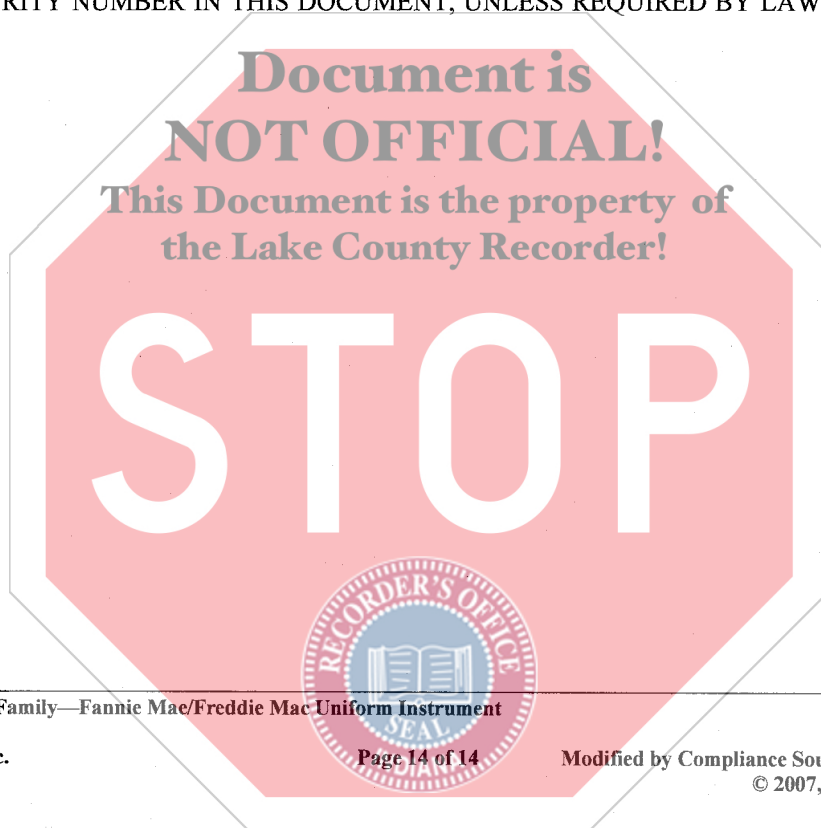 RITY NUMBER IN THIS DOCUMENT, UNLESS REQUIRED BY LAW
Document is
NOT OFFICIAL!
This Document is the property of
the Lake County Recorder!
STOP
RECORDER'S OFFICE
SEAL
INDIANA
Family—Fannie Mae/Freddie Mac Uniform Instrument
c.
Page 14 of 14
Modified by Compliance Sou
© 2007,